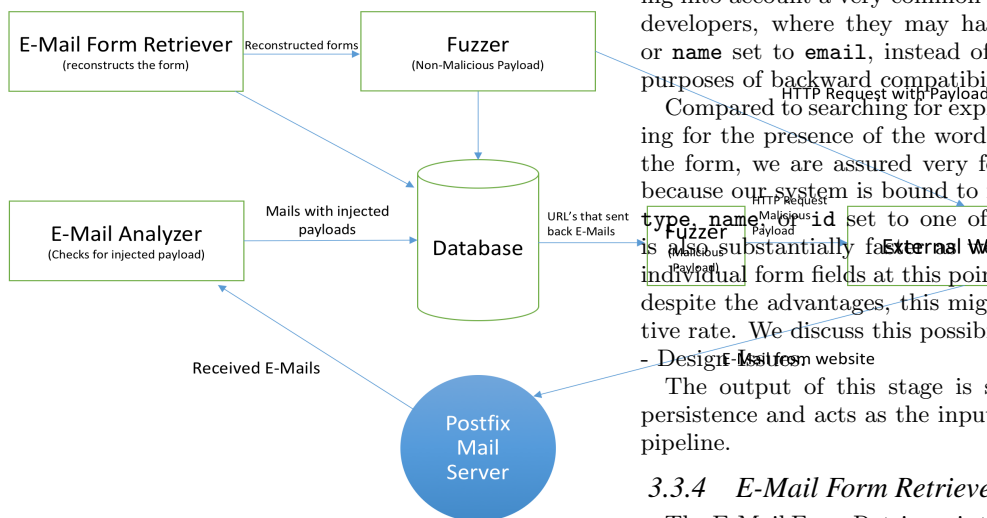 E-Mail Form Retriever
(reconstructs the form)
Reconstructed forms
Fuzzer
(Non-Malicious Payload)
HTTP Request with Payload
E-Mail Analyzer
(Checks for injected payload)
Mails with injected
payloads
Database
URL's that sent
back E-Mails
Fuzzer
(Malicious
Payload)
HTTP Request
Malicious
Payload
External W
E-Mail from website
Received E-Mails
Postfix
Mail
Server
ing into account a very common
developers, where they may ha
or name set to email, instead of
purposes of backward compatibi
Compared to searching for exp
ing for the presence of the word
the form, we are assured very f
because our system is bound to
type, name, or id set to one of
is also substantially faster as
individual form fields at this poin
despite the advantages, this mig
tive rate. We discuss this possib
- Design Issues.
The output of this stage is s
persistence and acts as the input
pipeline.
3.3.4 E-Mail Form Retrieve